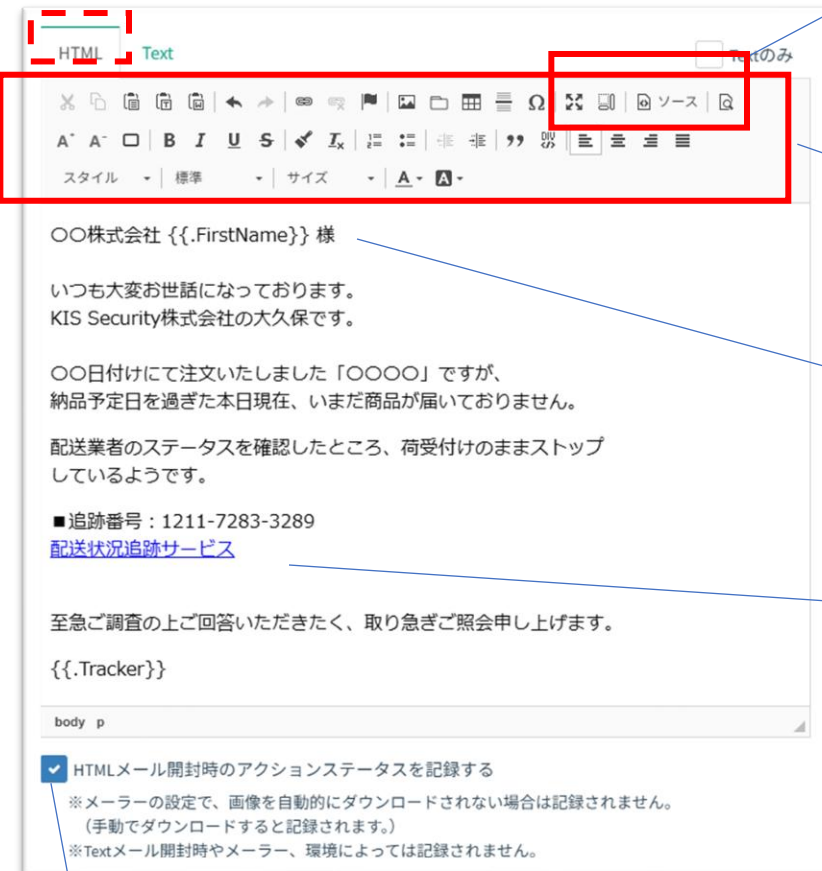 HTML Text Textのみ
ソース
A+ A- B I U S Ix Ω DIV
スタイル 標準 サイズ A A
〇〇株式会社 {{.FirstName}} 様
いつも大変お世話になっております。
KIS Security株式会社の大久保です。
〇〇日付けにて注文いたしました「〇〇〇〇」ですが、
納品予定日を過ぎた本日現在、いまだ商品が届いておりません。
配送業者のステータスを確認したところ、荷受付けのままストップ
しているようです。
■追跡番号：1211-7283-3289
配送状況追跡サービス
至急ご調査の上ご回答いただきたく、取り急ぎご照会申し上げます。
{{.Tracker}}
body p
HTMLメール開封時のアクションステータスを記録する
※メーラーの設定で、画像を自動的にダウンロードされない場合は記録されません。
（手動でダウンロードすると記録されます。）
※Textメール開封時やメーラー、環境によっては記録されません。